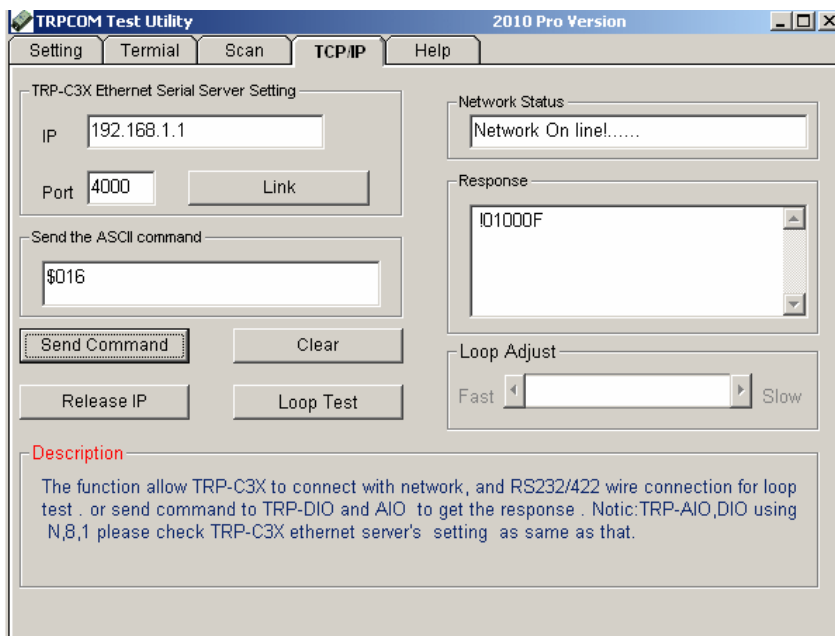 TRPCOM Test Utility 2010 Pro Version
Setting Termial Scan TCP/IP Help
TRP-C3X Ethernet Serial Server Setting
IP 192.168.1.1
Port 4000 Link
Network Status
Network On line!......
Response
!01000F
Send the ASCII command
$016
Send Command Clear
Release IP Loop Test
Loop Adjust
Fast Slow
Description
The function allow TRP-C3X to connect with network, and RS232/422 wire connection for loop
test . or send command to TRP-DIO and AIO to get the response . Notic:TRP-AIO,DIO using
N,8,1 please check TRP-C3X ethernet server's setting as same as that.